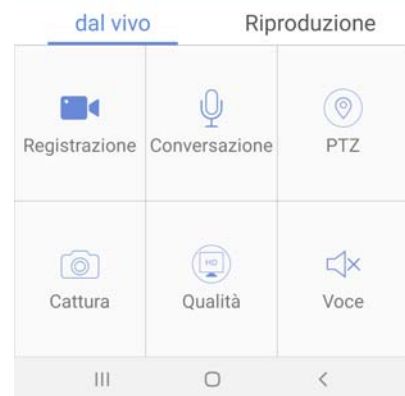 dal vivo Riproduzione
Registrazione Conversazione PTZ
HD
Cattura Qualità Voce